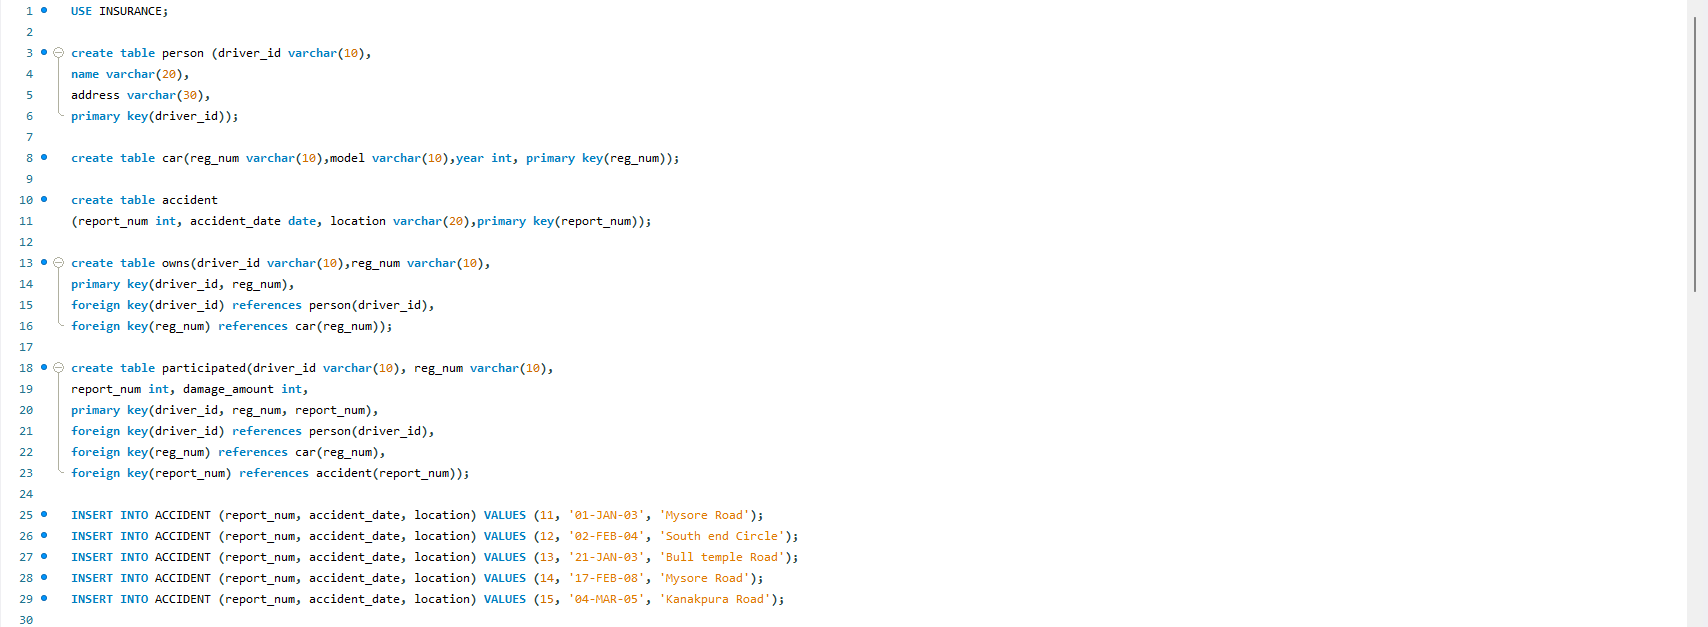 1 USE INSURANCE;
2
3 create table person (driver_id varchar(10),
4 name varchar(20),
5 address varchar(30),
6 primary key(driver_id));
7
8 create table car(reg_num varchar(10),model varchar(10),year int, primary key(reg_num));
9
10 create table accident
11 (report_num int, accident_date date, location varchar(20),primary key(report_num));
12
13 create table owns(driver_id varchar(10),reg_num varchar(10),
14 primary key(driver_id, reg_num),
15 foreign key(driver_id) references person(driver_id),
16 foreign key(reg_num) references car(reg_num));
17
18 create table participated(driver_id varchar(10), reg_num varchar(10),
19 report_num int, damage_amount int,
20 primary key(driver_id, reg_num, report_num),
21 foreign key(driver_id) references person(driver_id),
22 foreign key(reg_num) references car(reg_num),
23 foreign key(report_num) references accident(report_num));
24
25 INSERT INTO ACCIDENT (report_num, accident_date, location) VALUES (11, '01-JAN-03', 'Mysore Road');
26 INSERT INTO ACCIDENT (report_num, accident_date, location) VALUES (12, '02-FEB-04', 'South end Circle');
27 INSERT INTO ACCIDENT (report_num, accident_date, location) VALUES (13, '21-JAN-03', 'Bull temple Road');
28 INSERT INTO ACCIDENT (report_num, accident_date, location) VALUES (14, '17-FEB-08', 'Mysore Road');
29 INSERT INTO ACCIDENT (report_num, accident_date, location) VALUES (15, '04-MAR-05', 'Kanakpura Road');
30